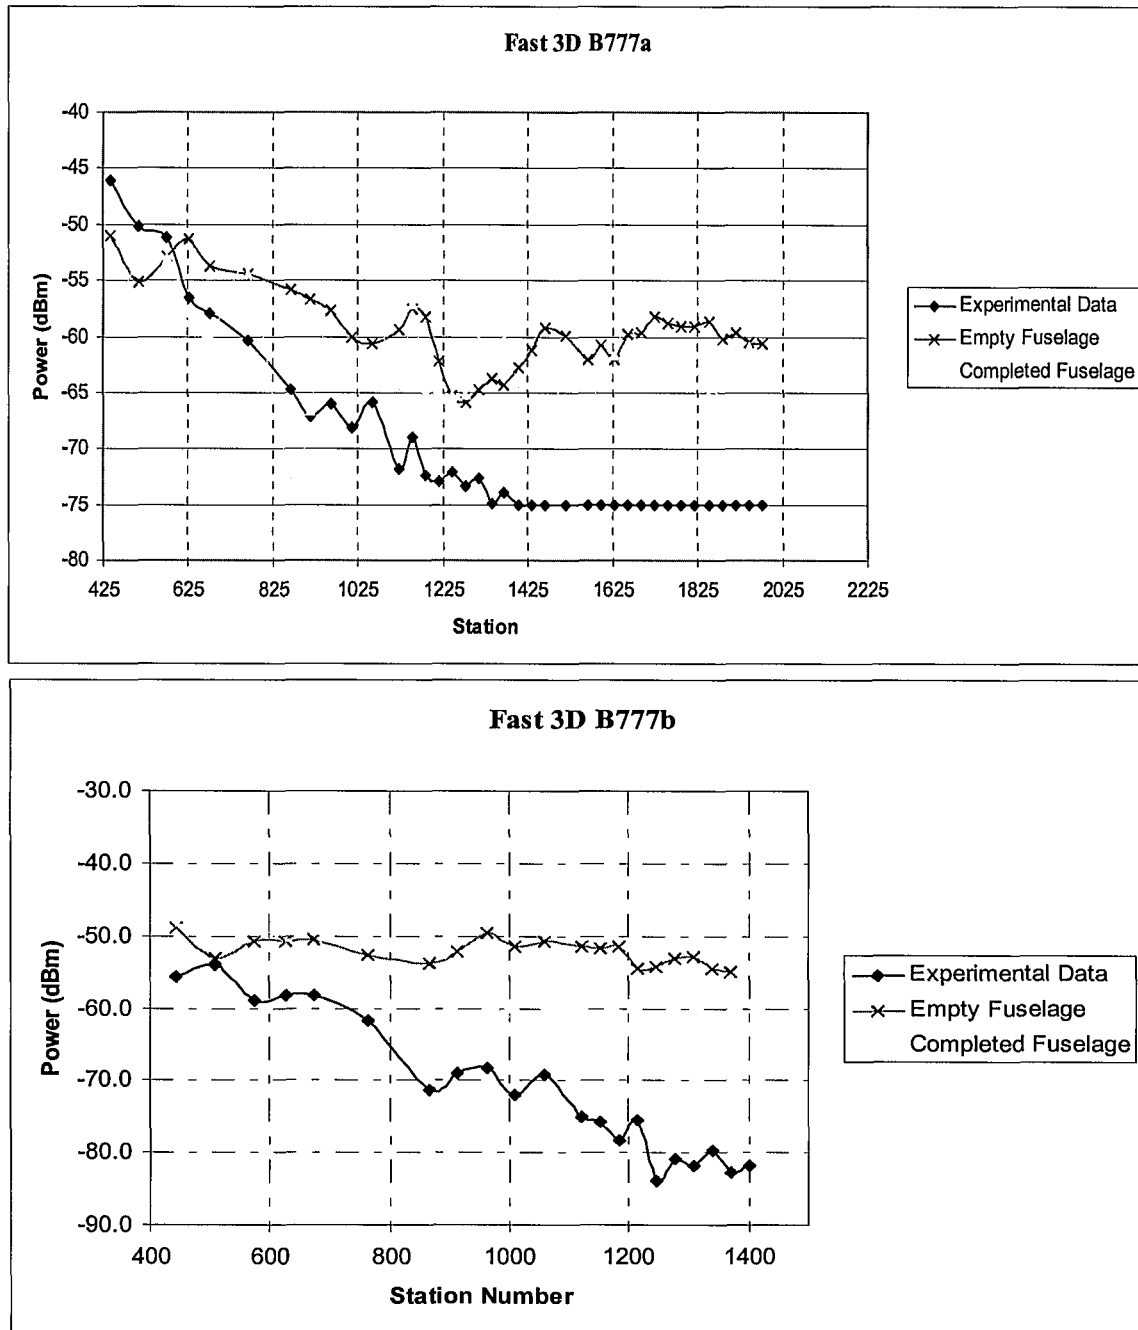 Fast 3D B777a
-40
-45
-50
-55
-60
-65
-70
-75
-80
Power (dBm)
425 625 825 1025 1225 1425 1625 1825 2025 2225
Station
Experimental Data
Empty Fuselage
Completed Fuselage
Fast 3D B777b
-30.0
-40.0
-50.0
-60.0
-70.0
-80.0
-90.0
Power (dBm)
400 600 800 1000 1200 1400
Station Number
Experimental Data
Empty Fuselage
Completed Fuselage